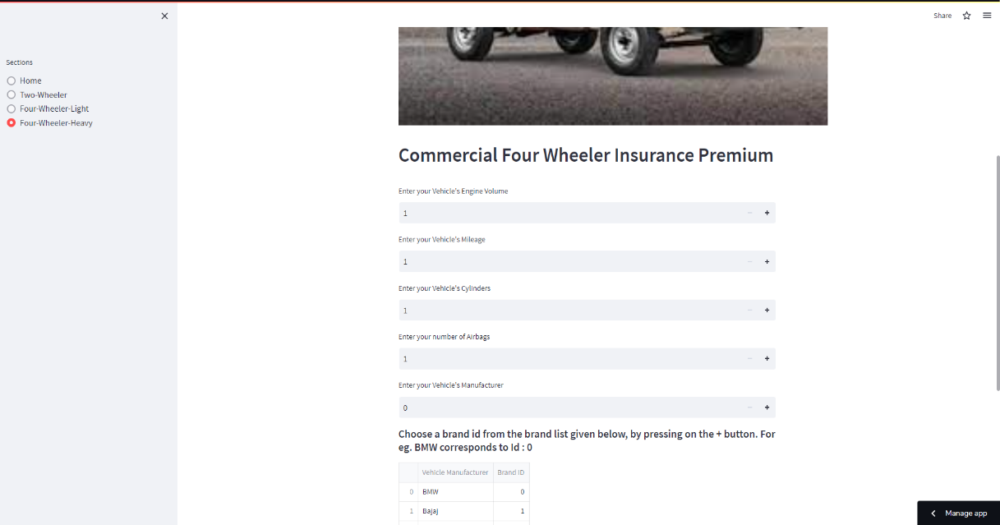 Share
Sections
Home
Two-Wheeler
Four-Wheeler-Light
Four-Wheeler-Heavy
Commercial Four Wheeler Insurance Premium
Enter your Vehicle's Engine Volume
1
Enter your Vehicle's Mileage
1
Enter your Vehicle's Cylinders
1
Enter your number of Airbags
1
Enter your Vehicle's Manufacturer
0
Choose a brand id from the brand list given below, by pressing on the + button. For
eg. BMW corresponds to Id : 0
Vehicle Manufacturer Brand ID
0 BMW 0
1 Bajaj 1
Manage app